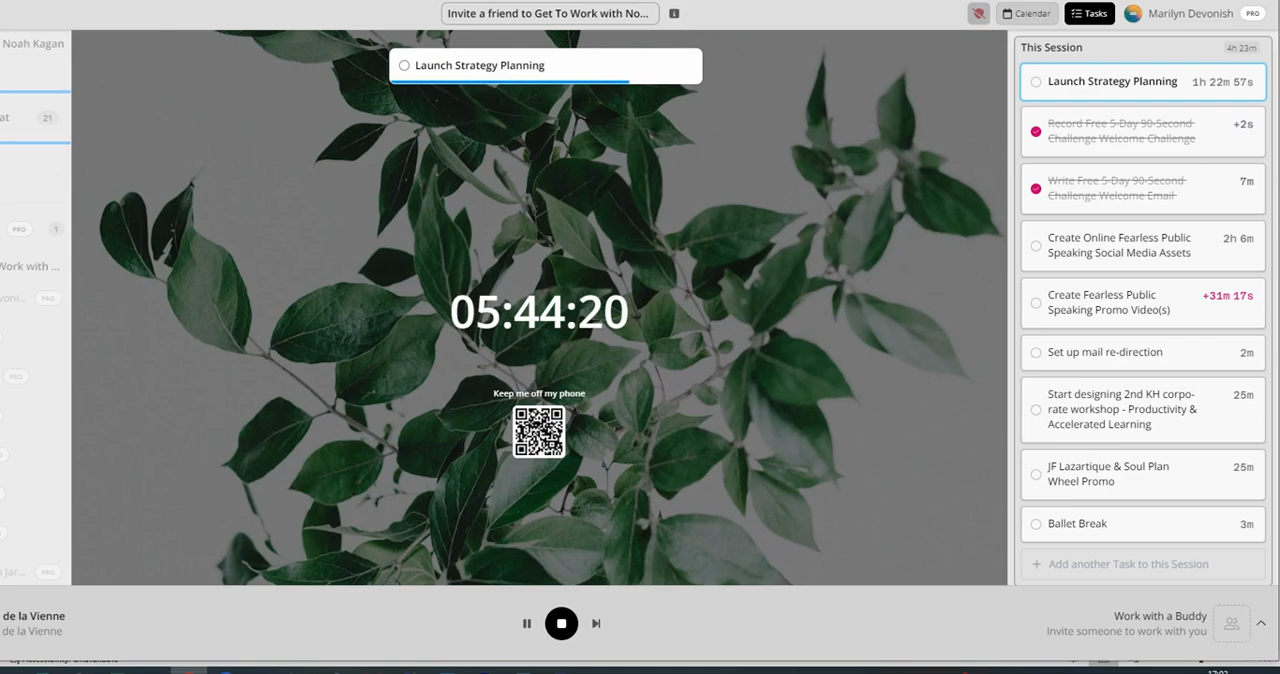 Invite a friend to Get To Work with No...
Calendar
Tasks
Marilyn Devonish
PRO
Noah Kagan
at
21
PRO
1
Work with ...
PRO
PRO
PRO
Launch Strategy Planning
05:44:20
Keep me off my phone
This Session
4h 23m
Launch Strategy Planning
1h 22m 57s
Record Free 5-Day 90-Second
Challenge Welcome Challenge
+2s
Write Free 5-Day 90-Second
Challenge Welcome Email
7m
Create Online Fearless Public
Speaking Social Media Assets
2h 6m
Create Fearless Public
Speaking Promo Video(s)
+31m 17s
Set up mail re-direction
2m
Start designing 2nd KH corpo-
rate workshop - Productivity &
Accelerated Learning
25m
JF Lazartique & Soul Plan
Wheel Promo
25m
Ballet Break
3m
+ Add another Task to this Session
de la Vienne
de la Vienne
Work with a Buddy
Invite someone to work with you